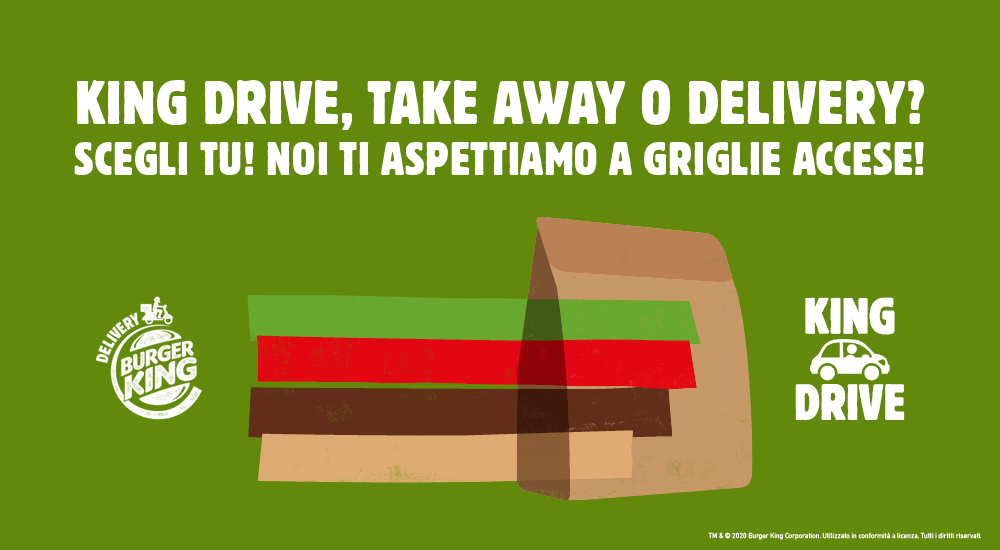 KING DRIVE, TAKE AWAY O DELIVERY?
SCEGLI TU! NOI TI ASPETTIAMO A GRIGLIE ACCESE!
DELIVERY
BURGER
KING
KING
DRIVE
TM & © 2020 Burger King Corporation. Utilizzato in conformità a licenza. Tutti i diritti riservati.